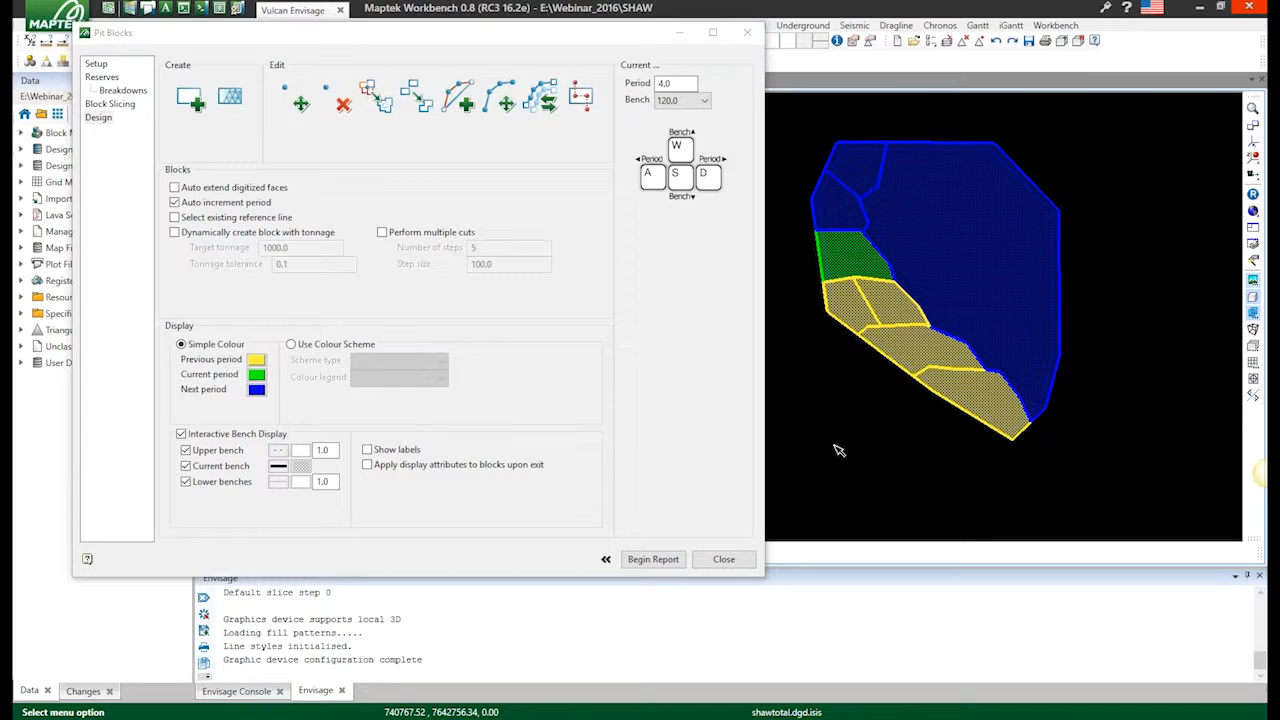 MAPTEK
Vulcan Envisage
Maptek Workbench 0.8 (RC3 16.2e) - E:\Webinar_2016\SHAW
Underground Seismic Dragline Chronos Gantt iGantt Workbench
Pit Blocks
Data
E:\Webinar_2
Block M
Design
Design
Grid M
Import
Lava S
Manag
Map Fi
Plot Fil
Registe
Resour
Specifi
Triang
Unclas
User D
Setup
Reserves
Breakdowns
Block Slicing
Design
Create
Edit
Current ...
Period 4.0
Bench 120.0
Bench▲
W
◄Period
Period►
A
S
D
Bench▼
Blocks
Auto extend digitized faces
Auto increment period
Select existing reference line
Dynamically create block with tonnage
Target tonnage 1000.0
Tonnage tolerance 0.1
Perform multiple cuts
Number of steps 5
Step size 100.0
Display
Simple Colour
Previous period
Current period
Next period
Use Colour Scheme
Scheme type
Colour legend
Interactive Bench Display
Upper bench 1.0
Current bench
Lower benches 1.0
Show labels
Apply display attributes to blocks upon exit
Begin Report
Close
Envisage
Default slice step 0
Graphics device supports local 3D
Loading fill patterns.....
Line styles initialised.
Graphic device configuration complete
Data
Changes
Envisage Console
Envisage
Select menu option
740767.52, 7642756.34, 0.00
shawtotal.dgd.isis